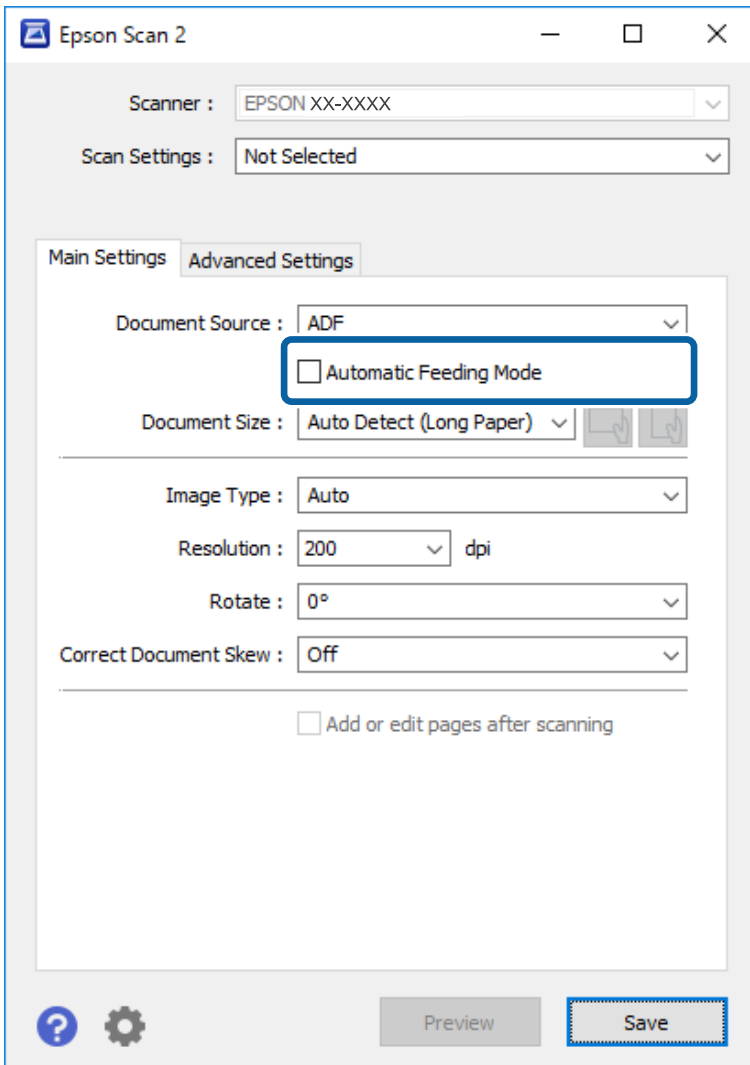 Epson Scan 2
Scanner : EPSON XX-XXXX
Scan Settings : Not Selected
Main Settings Advanced Settings
Document Source : ADF
Automatic Feeding Mode
Document Size : Auto Detect (Long Paper)
Image Type : Auto
Resolution : 200 dpi
Rotate : 0°
Correct Document Skew : Off
Add or edit pages after scanning
? Preview Save